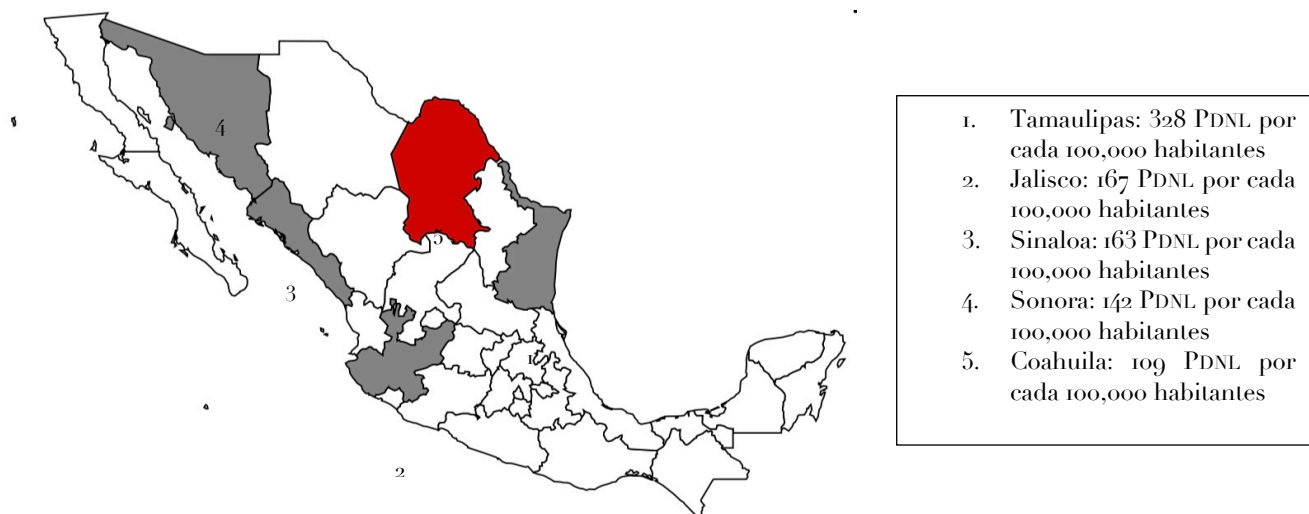 4
5
3
1
2
1. Tamaulipas: 328 PDNL por
cada 100,000 habitantes
2. Jalisco: 167 PDNL por cada
100,000 habitantes
3. Sinaloa: 163 PDNL por cada
100,000 habitantes
4. Sonora: 142 PDNL por cada
100,000 habitantes
5. Coahuila: 109 PDNL por
cada 100,000 habitantes